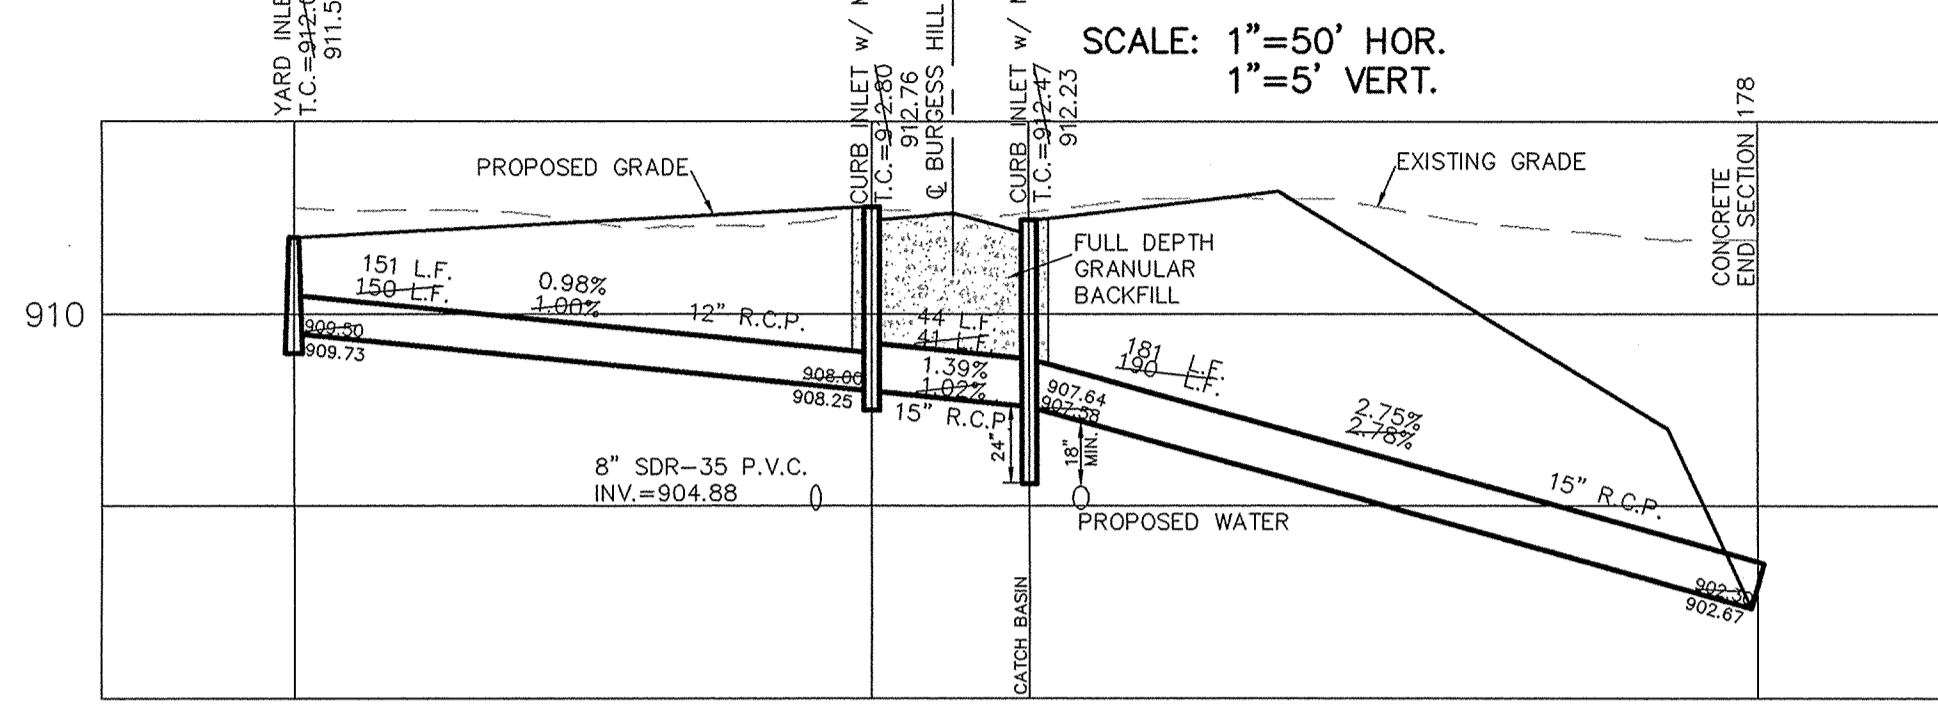 YARD INLE
T.C.=912.0
911.5
CURB INLET w/
T.C.=912.80
912.76
℄ BURGESS HILL
CURB INLET w/
T.C.=912.47
912.23
SCALE: 1"=50' HOR.
1"=5' VERT.
CONCRETE
END SECTION 178
PROPOSED GRADE
EXISTING GRADE
FULL DEPTH
GRANULAR
BACKFILL
151 L.F.
150 L.F.
0.98%
1.00%
12" R.C.P.
910
909.50
909.73
908.00
908.25
44 L.F.
41 L.F.
1.39%
1.02%
15" R.C.P.
907.64
907.58
181 L.F.
190 L.F.
2.75%
2.78%
15" R.C.P.
24"
18"
MIN.
8" SDR-35 P.V.C.
INV.=904.88
PROPOSED WATER
CATCH BASIN
902.30
902.67